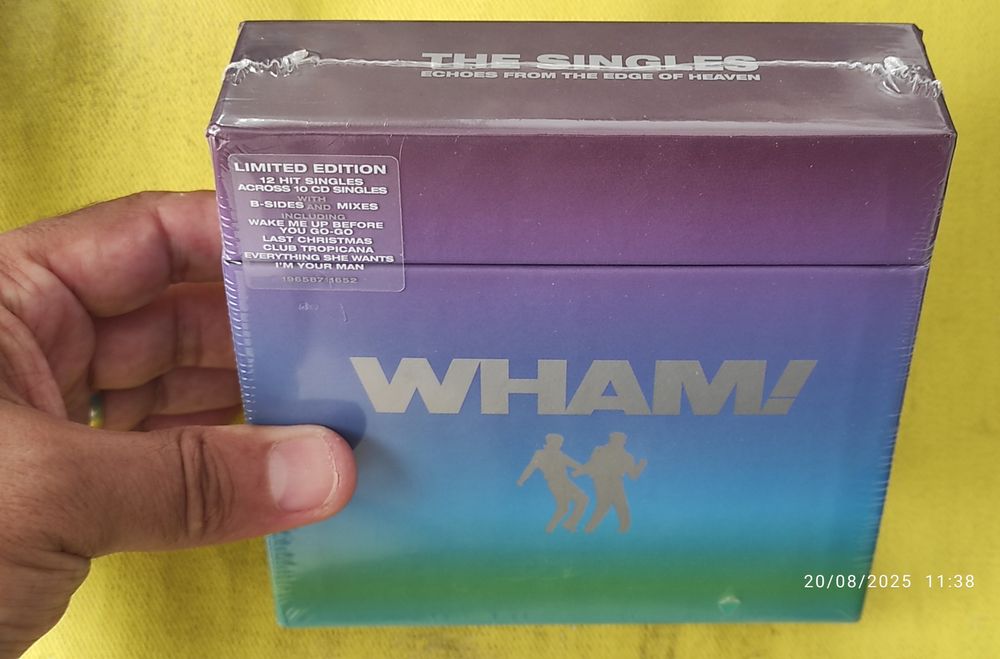 THE SINGLES
ECHOES FROM THE EDGE OF HEAVEN
LIMITED EDITION
12 HIT SINGLES
ACROSS 10 CD SINGLES
WITH
B-SIDES AND MIXES
INCLUDING
WAKE ME UP BEFORE
YOU GO-GO
LAST CHRISTMAS
CLUB TROPICANA
EVERYTHING SHE WANTS
I'M YOUR MAN
WHAM!
20/08/2025 11:38